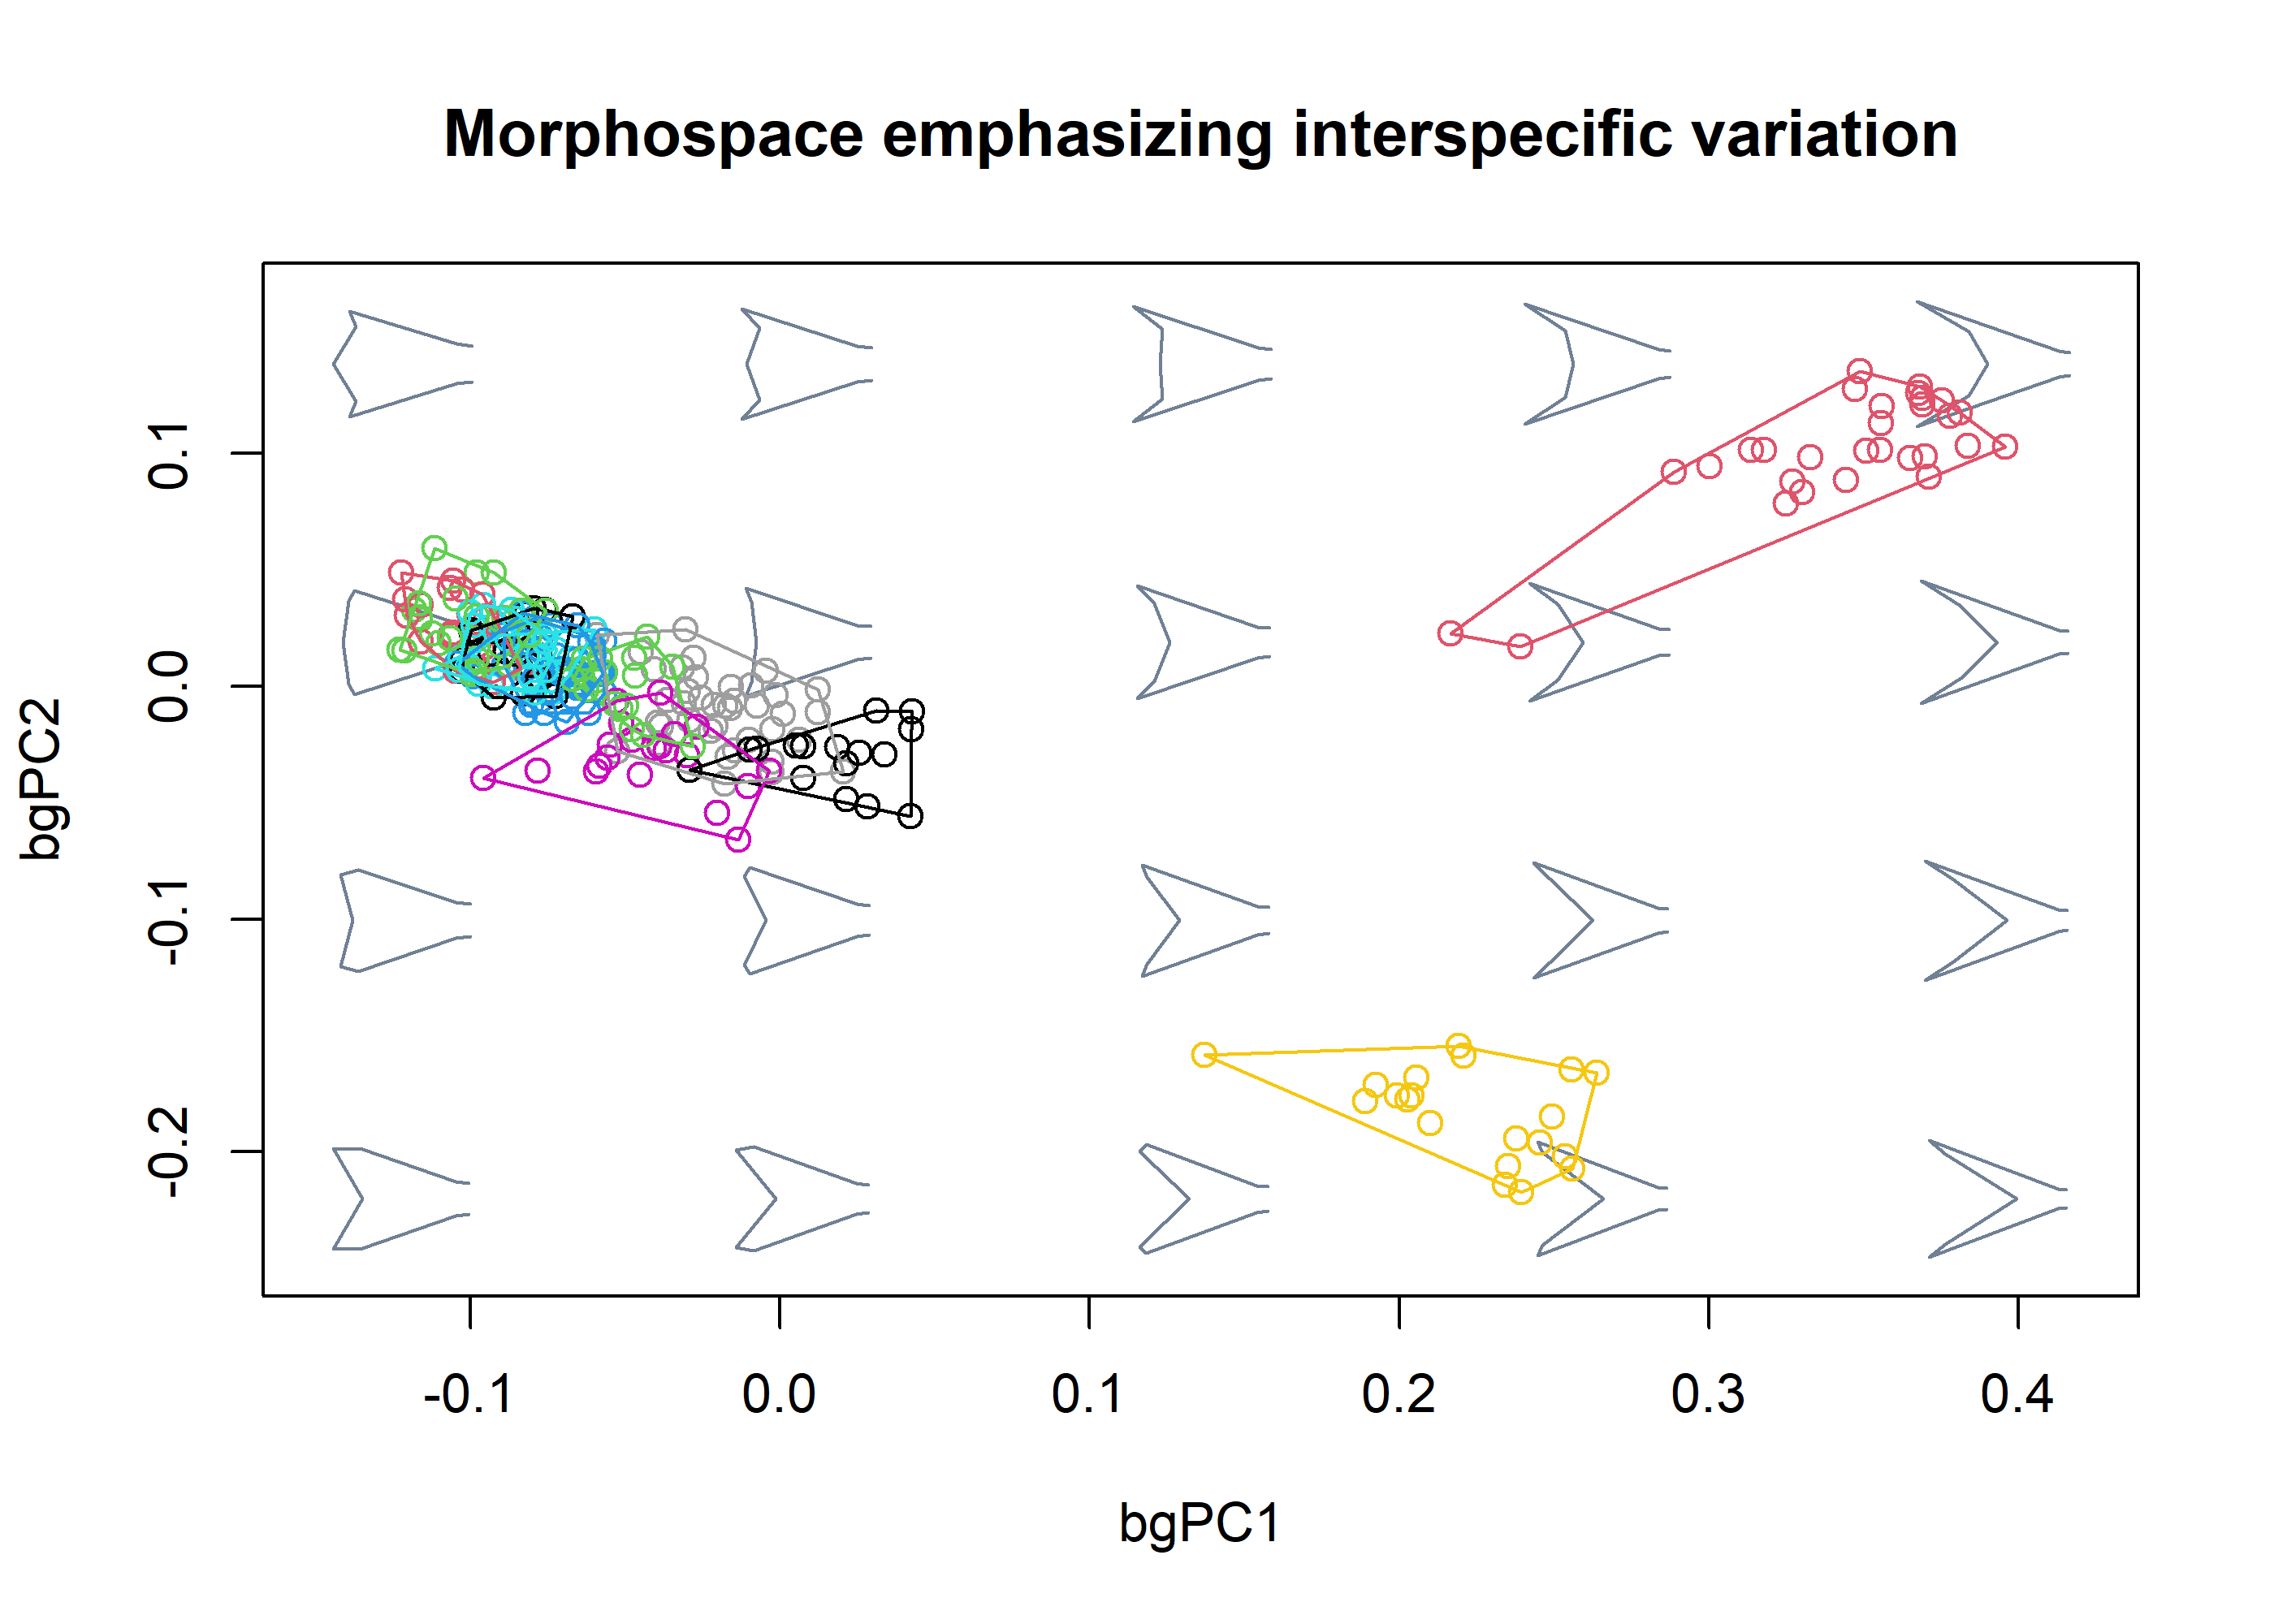 Morphospace emphasizing interspecific variation
bgPC2
0.1
0.0
-0.1
-0.2
-0.1 0.0 0.1 0.2 0.3 0.4
bgPC1